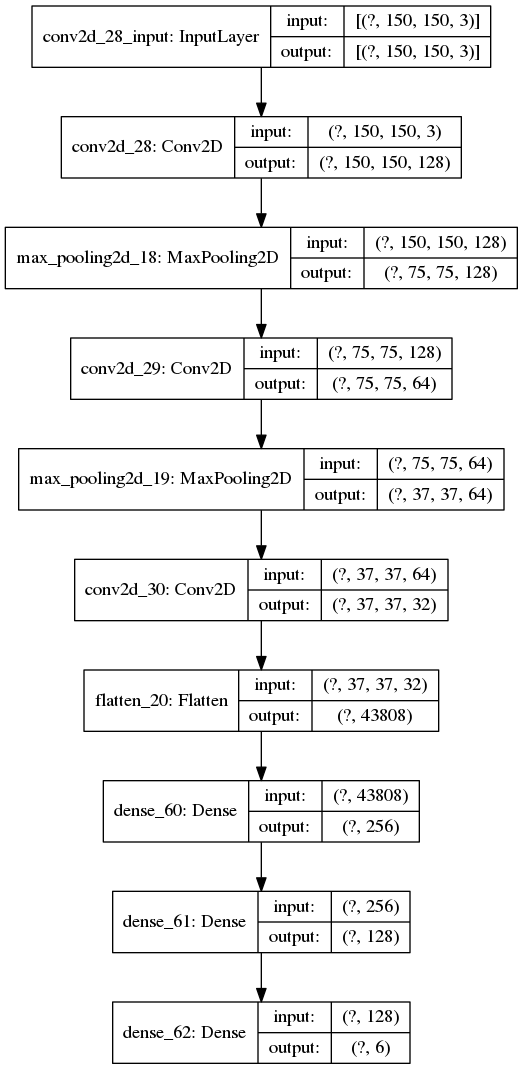 conv2d_28_input: InputLayer
input:
[(?, 150, 150, 3)]
output:
[(?, 150, 150, 3)]
conv2d_28: Conv2D
input:
(?, 150, 150, 3)
output:
(?, 150, 150, 128)
max_pooling2d_18: MaxPooling2D
input:
(?, 150, 150, 128)
output:
(?, 75, 75, 128)
conv2d_29: Conv2D
input:
(?, 75, 75, 128)
output:
(?, 75, 75, 64)
max_pooling2d_19: MaxPooling2D
input:
(?, 75, 75, 64)
output:
(?, 37, 37, 64)
conv2d_30: Conv2D
input:
(?, 37, 37, 64)
output:
(?, 37, 37, 32)
flatten_20: Flatten
input:
(?, 37, 37, 32)
output:
(?, 43808)
dense_60: Dense
input:
(?, 43808)
output:
(?, 256)
dense_61: Dense
input:
(?, 256)
output:
(?, 128)
dense_62: Dense
input:
(?, 128)
output:
(?, 6)